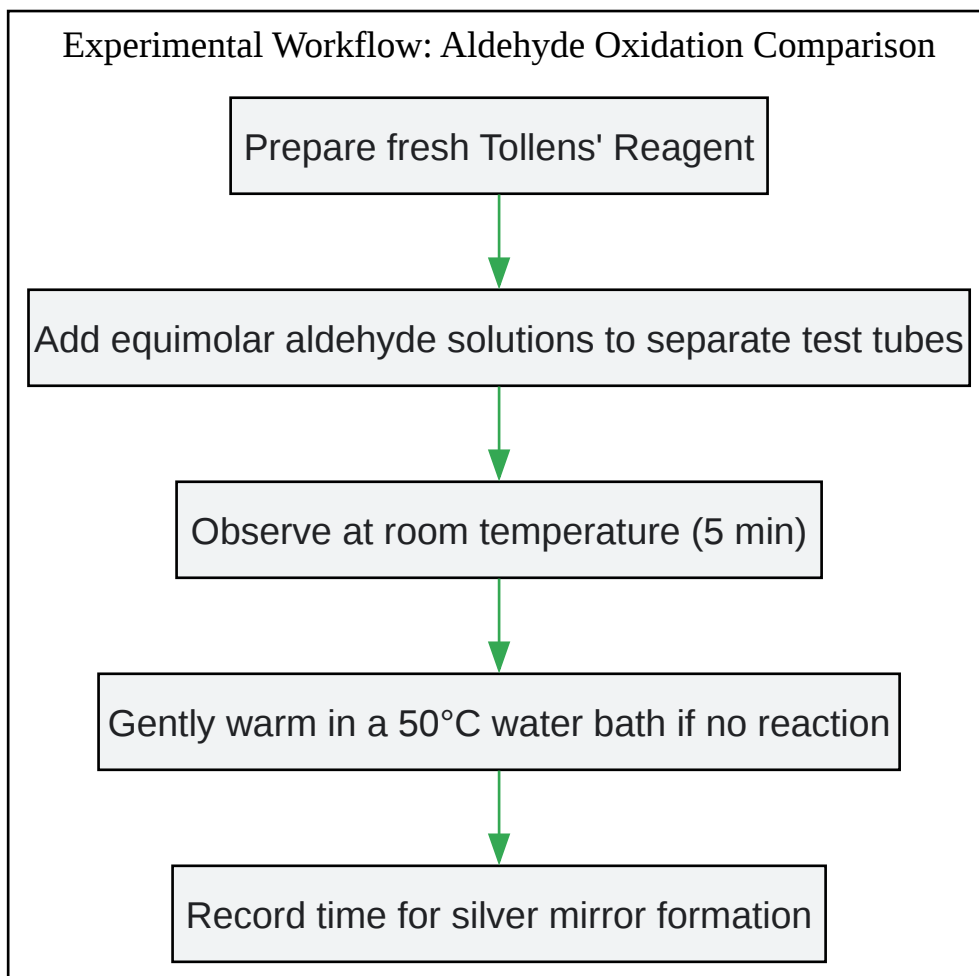 Experimental Workflow: Aldehyde Oxidation Comparison
Prepare fresh Tollens' Reagent
Add equimolar aldehyde solutions to separate test tubes
Observe at room temperature (5 min)
Gently warm in a 50°C water bath if no reaction
Record time for silver mirror formation